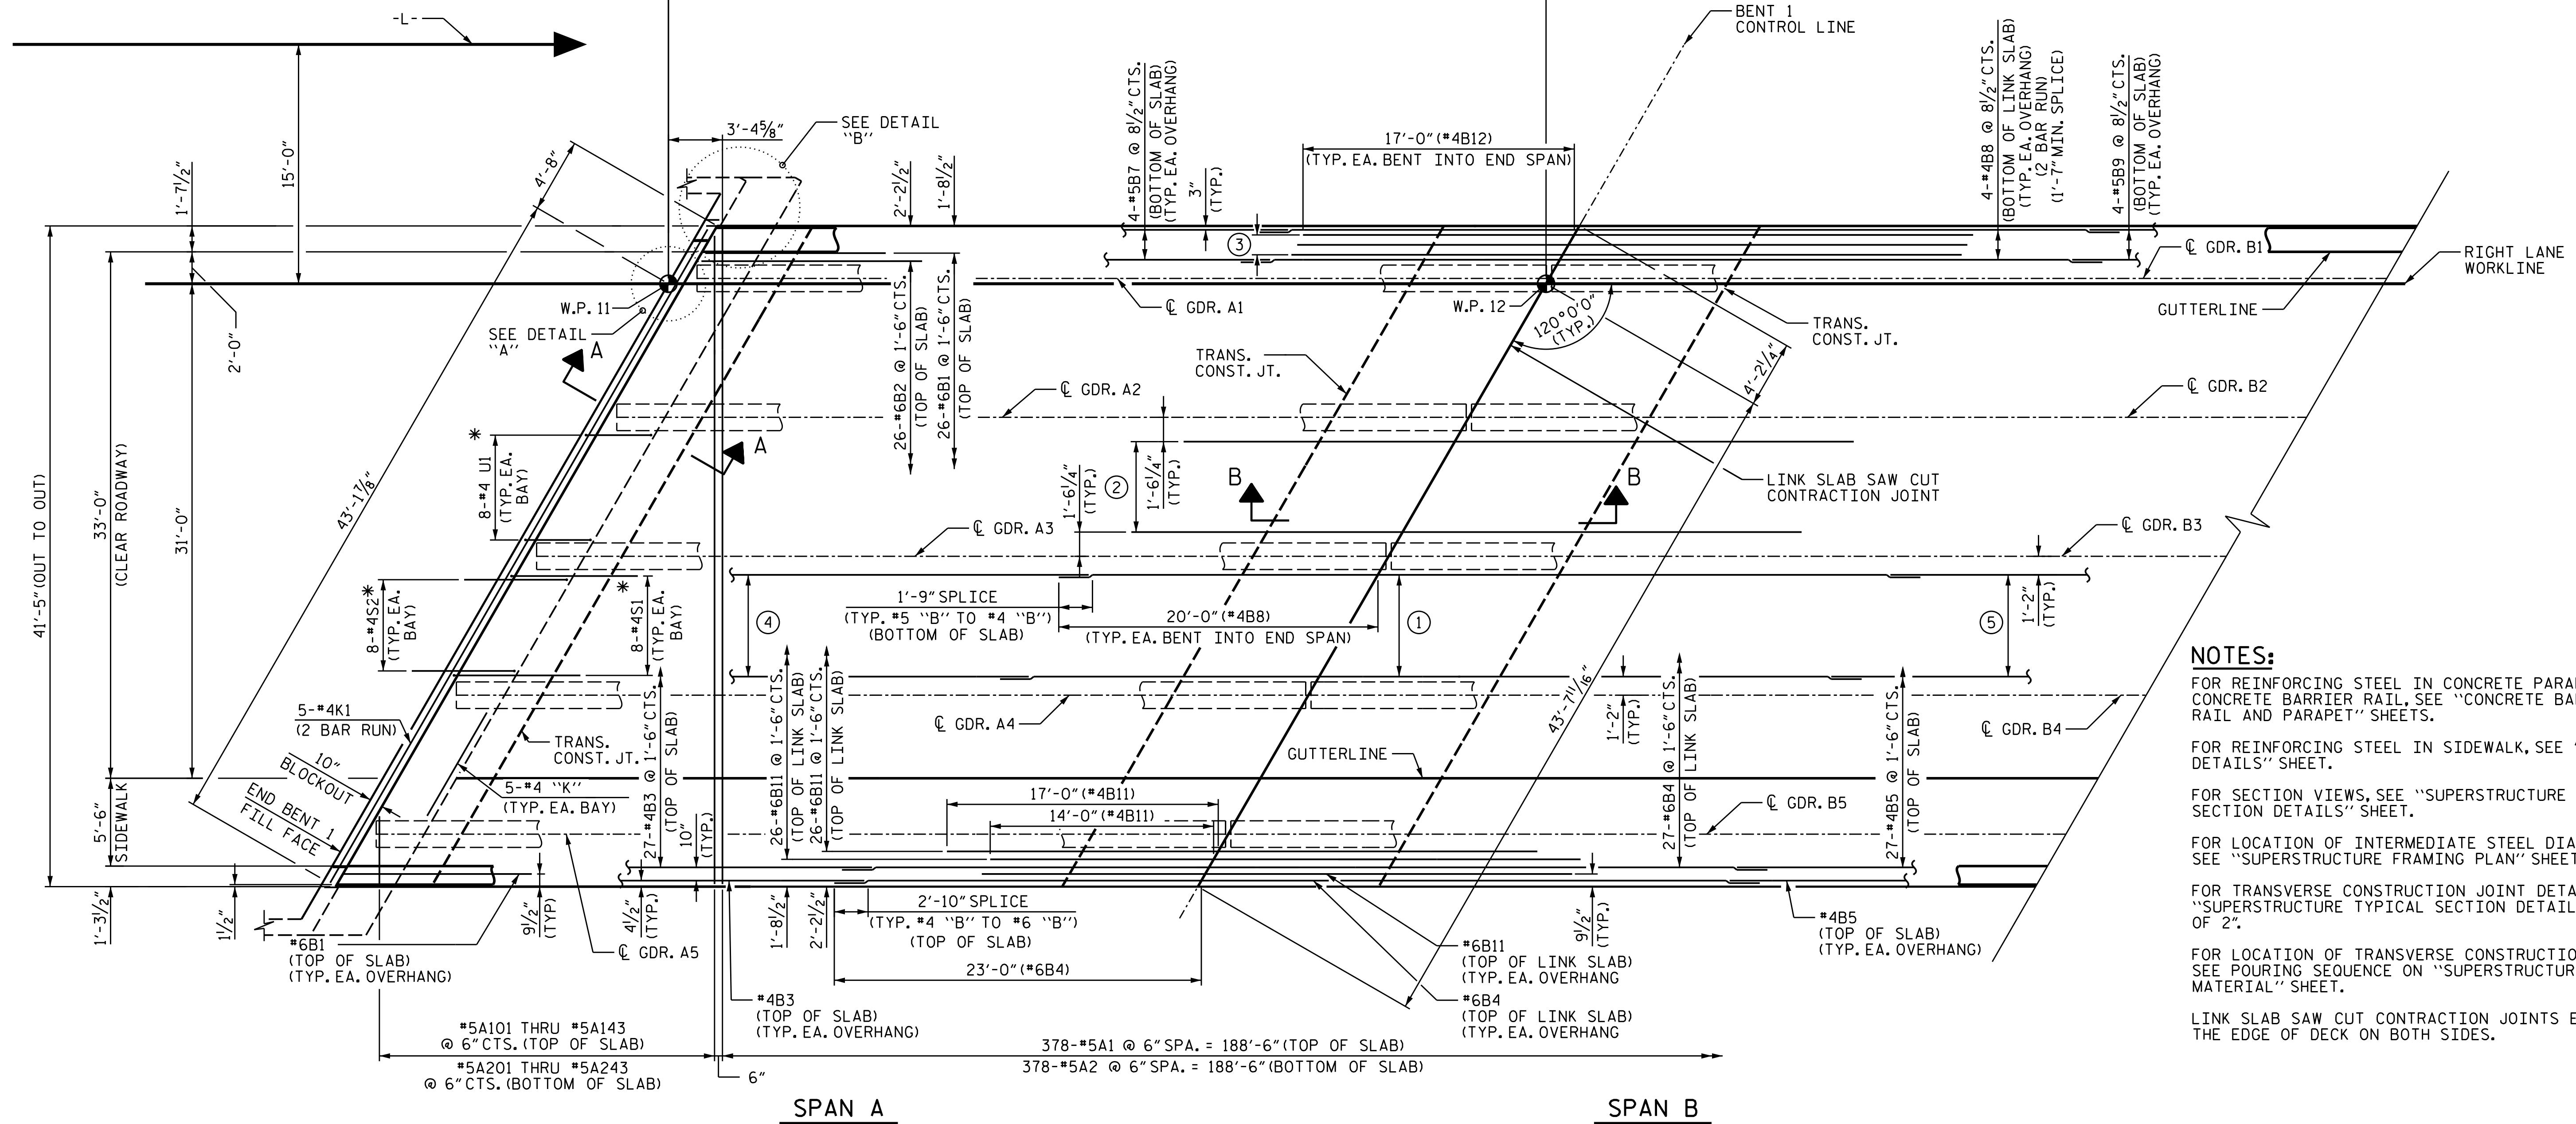 -L-
BENT 1
CONTROL LINE
15'-0"
1'-7½"
4'-8"
3'-4⅝"
SEE DETAIL
"B"
2'-2½"
1'-8½"
4-#5B7 @ 8½"CTS.
(BOTTOM OF SLAB)
(TYP. EA. OVERHANG)
3"
(TYP.)
17'-0"(#4B12)
(TYP. EA. BENT INTO END SPAN)
4-#4B8 @ 8½"CTS.
(BOTTOM OF LINK SLAB)
(TYP. EA. OVERHANG)
(2 BAR RUN)
(1'-7"MIN. SPLICE)
4-#5B9 @ 8½"CTS.
(BOTTOM OF SLAB)
(TYP. EA. OVERHANG)
3
℄ GDR. B1
RIGHT LANE
WORKLINE
GUTTERLINE
W.P. 11
℄ GDR. A1
W.P. 12
120°0'0"
(TYP.)
TRANS.
CONST. JT.
SEE DETAIL
"A"
A
2'-0"
26-#6B2 @ 1'-6"CTS.
(TOP OF SLAB)
26-#6B1 @ 1'-6"CTS.
(TOP OF SLAB)
TRANS.
CONST. JT.
4'-2¼"
℄ GDR. A2
℄ GDR. B2
41'-5"(OUT TO OUT)
33'-0"
(CLEAR ROADWAY)
31'-0"
43'-1⅞"
*
8-#4 U1
(TYP. EA.
BAY)
A
1'-6¼"
(TYP.)
2
1'-6¼"
(TYP.)
B
B
LINK SLAB SAW CUT
CONTRACTION JOINT
℄ GDR. A3
℄ GDR. B3
8-#4S2*
(TYP. EA.
BAY)
*
8-#4S1
(TYP. EA.
BAY)
4
1'-9"SPLICE
(TYP. #5 "B" TO #4 "B")
(BOTTOM OF SLAB)
20'-0"(#4B8)
(TYP. EA. BENT INTO END SPAN)
1
5
1'-2"
(TYP.)
43'-7¹¹⁄₁₆"
1'-2"
(TYP.)
℄ GDR. A4
℄ GDR. B4
5-#4K1
(2 BAR RUN)
TRANS.
CONST. JT.
27-#4B3 @ 1'-6"CTS.
(TOP OF SLAB)
10"
(TYP.)
26-#6B11 @ 1'-6"CTS.
(TOP OF LINK SLAB)
26-#6B11 @ 1'-6"CTS.
(TOP OF LINK SLAB)
GUTTERLINE
27-#6B4 @ 1'-6"CTS.
(TOP OF LINK SLAB)
27-#4B5 @ 1'-6"CTS.
(TOP OF SLAB)
10"
BLOCKOUT
END BENT 1
FILL FACE
5-#4 "K"
(TYP. EA. BAY)
17'-0"(#4B11)
14'-0"(#4B11)
℄ GDR. B5
5'-6"
SIDEWALK
1'-3½"
1½"
9½"
(TYP)
4½"
(TYP.)
1'-8½"
2'-2½"
2'-10"SPLICE
(TYP. #4 "B" TO #6 "B")
(TOP OF SLAB)
23'-0"(#6B4)
9½"
(TYP.)
#6B1
(TOP OF SLAB)
(TYP. EA. OVERHANG)
℄ GDR. A5
#4B3
(TOP OF SLAB)
(TYP. EA. OVERHANG)
#6B11
(TOP OF LINK SLAB)
(TYP. EA. OVERHANG
#6B4
(TOP OF LINK SLAB)
(TYP. EA. OVERHANG
#4B5
(TOP OF SLAB)
(TYP. EA. OVERHANG)
#5A101 THRU #5A143
@ 6"CTS. (TOP OF SLAB)
#5A201 THRU #5A243
@ 6"CTS. (BOTTOM OF SLAB)
6"
378-#5A1 @ 6"SPA. = 188'-6"(TOP OF SLAB)
378-#5A2 @ 6"SPA. = 188'-6"(BOTTOM OF SLAB)
SPAN A
SPAN B
NOTES:
FOR REINFORCING STEEL IN CONCRETE PARA
CONCRETE BARRIER RAIL, SEE "CONCRETE BA
RAIL AND PARAPET" SHEETS.
FOR REINFORCING STEEL IN SIDEWALK, SEE "
DETAILS" SHEET.
FOR SECTION VIEWS, SEE "SUPERSTRUCTURE
SECTION DETAILS" SHEET.
FOR LOCATION OF INTERMEDIATE STEEL DIA
SEE "SUPERSTRUCTURE FRAMING PLAN" SHEET
FOR TRANSVERSE CONSTRUCTION JOINT DETA
"SUPERSTRUCTURE TYPICAL SECTION DETAIL
OF 2".
FOR LOCATION OF TRANSVERSE CONSTRUCTIO
SEE POURING SEQUENCE ON "SUPERSTRUCTUR
MATERIAL" SHEET.
LINK SLAB SAW CUT CONTRACTION JOINTS E
THE EDGE OF DECK ON BOTH SIDES.